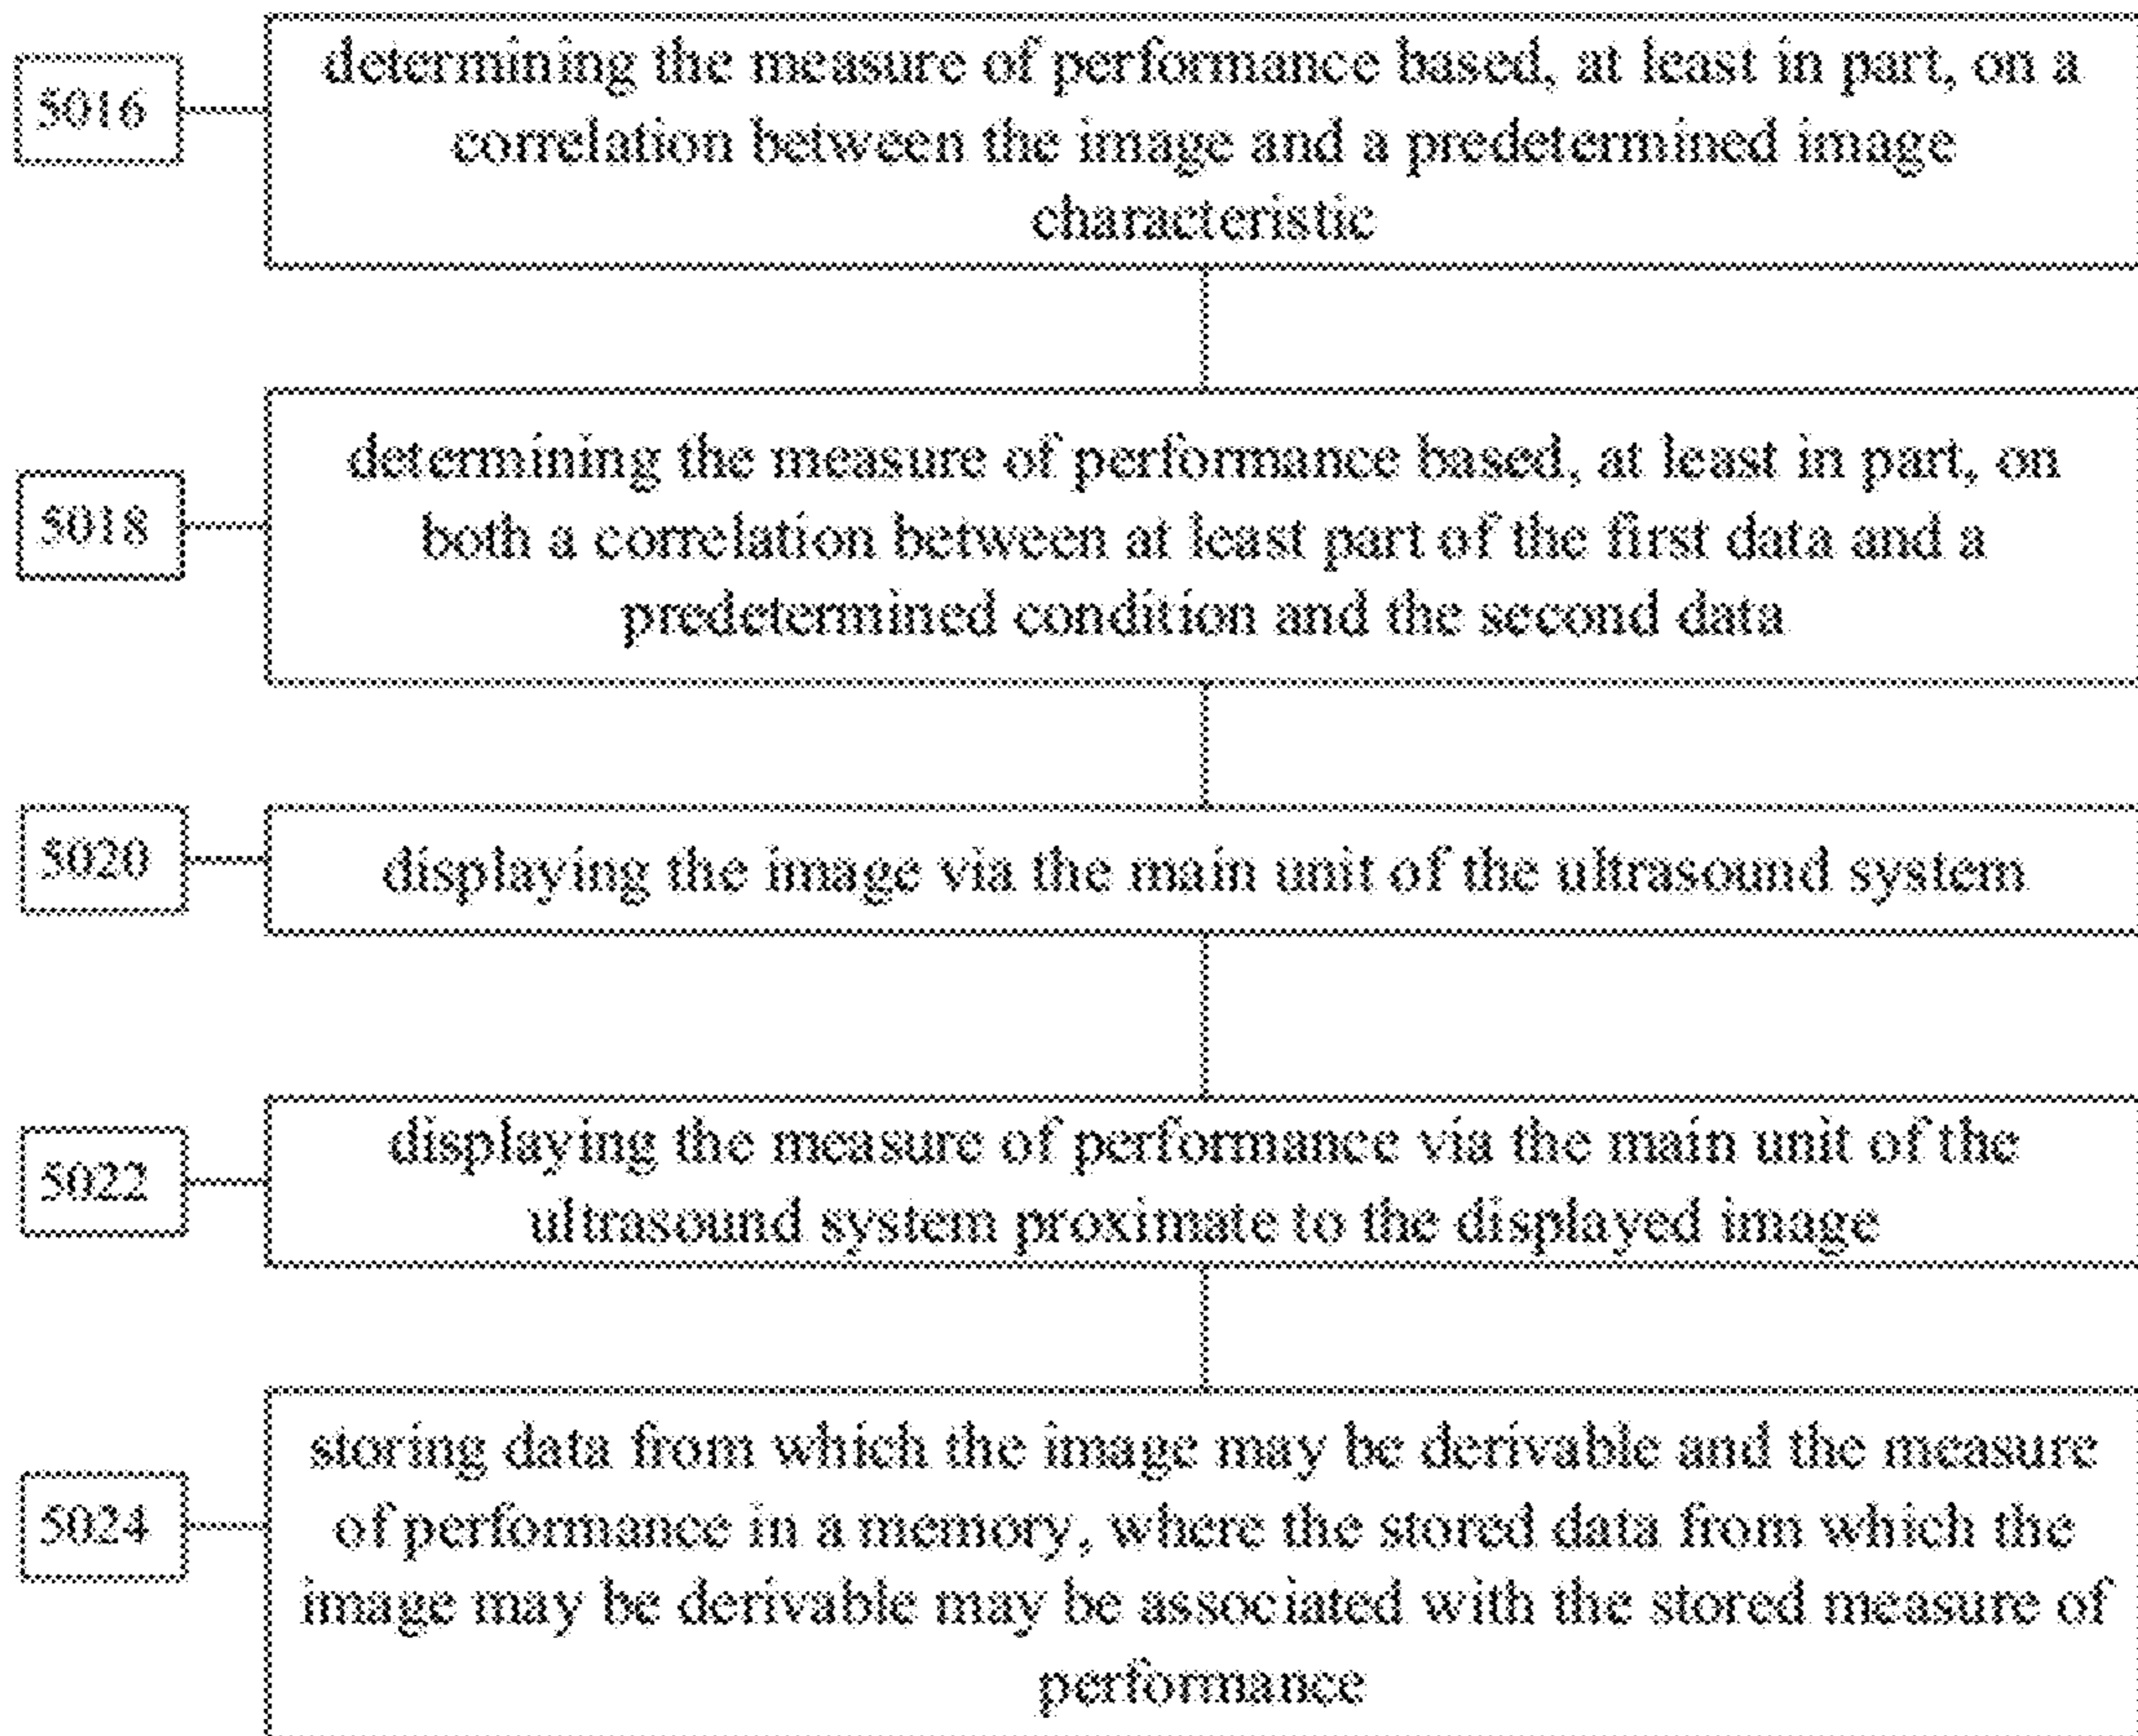 5016
determining the measure of performance based, at least in part, on a
correlation between the image and a predetermined image
characteristic
5018
determining the measure of performance based, at least in part, on
both a correlation between at least part of the first data and a
predetermined condition and the second data
5020
displaying the image via the main unit of the ultrasound system
5022
displaying the measure of performance via the main unit of the
ultrasound system proximate to the displayed image
5024
storing data from which the image may be derivable and the measure
of performance in a memory, where the stored data from which the
image may be derivable may be associated with the stored measure of
performance